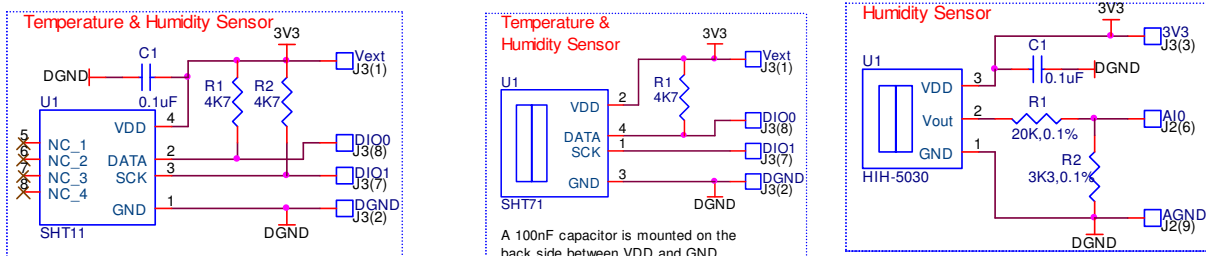 Temperature & Humidity Sensor
3V3
C1
Vext
J3(1)
DGND
R1
4K7
R2
4K7
0.1uF
U1
4
VDD
5
NC_1
6
NC_2
7
NC_3
8
NC_4
DATA
2
SCK
3
GND
1
DIO0
J3(8)
DIO1
J3(7)
DGND
J3(2)
SHT11
DGND
Temperature &
Humidity Sensor
3V3
Vext
J3(1)
U1
R1
4K7
VDD
2
DATA
4
SCK
1
GND
3
DIO0
J3(8)
DIO1
J3(7)
DGND
J3(2)
SHT71
DGND
A 100nF capacitor is mounted on the
back side between VDD and GND
Humidity Sensor
3V3
3V3
J3(3)
C1
0.1uF
DGND
U1
VDD
3
Vout
2
GND
1
R1
20K,0.1%
AI0
J2(6)
R2
3K3,0.1%
HIH-5030
AGND
J2(9)
DGND